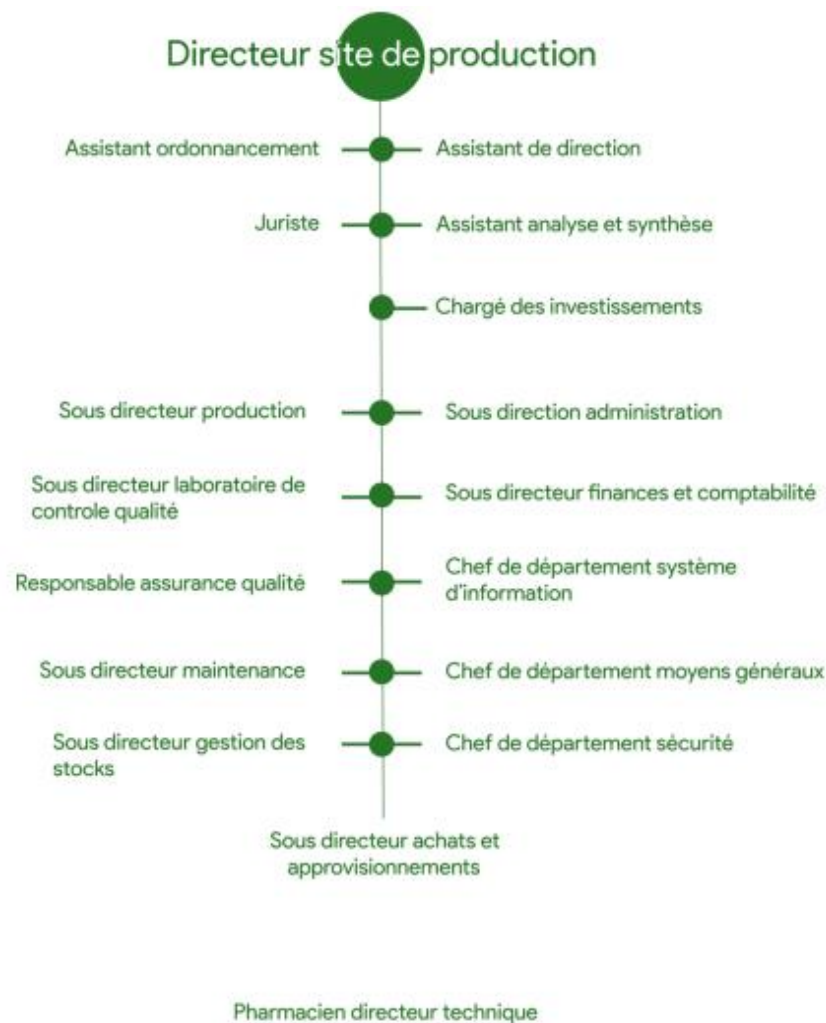 Directeur site de production
Assistant ordonnancement
Assistant de direction
Juriste
Assistant analyse et synthèse
Chargé des investissements
Sous directeur production
Sous direction administration
Sous directeur laboratoire de
controle qualité
Sous directeur finances et comptabilité
Responsable assurance qualité
Chef de département système
d'information
Sous directeur maintenance
Chef de département moyens généraux
Sous directeur gestion des
stocks
Chef de département sécurité
Sous directeur achats et
approvisionnements
Pharmacien directeur technique